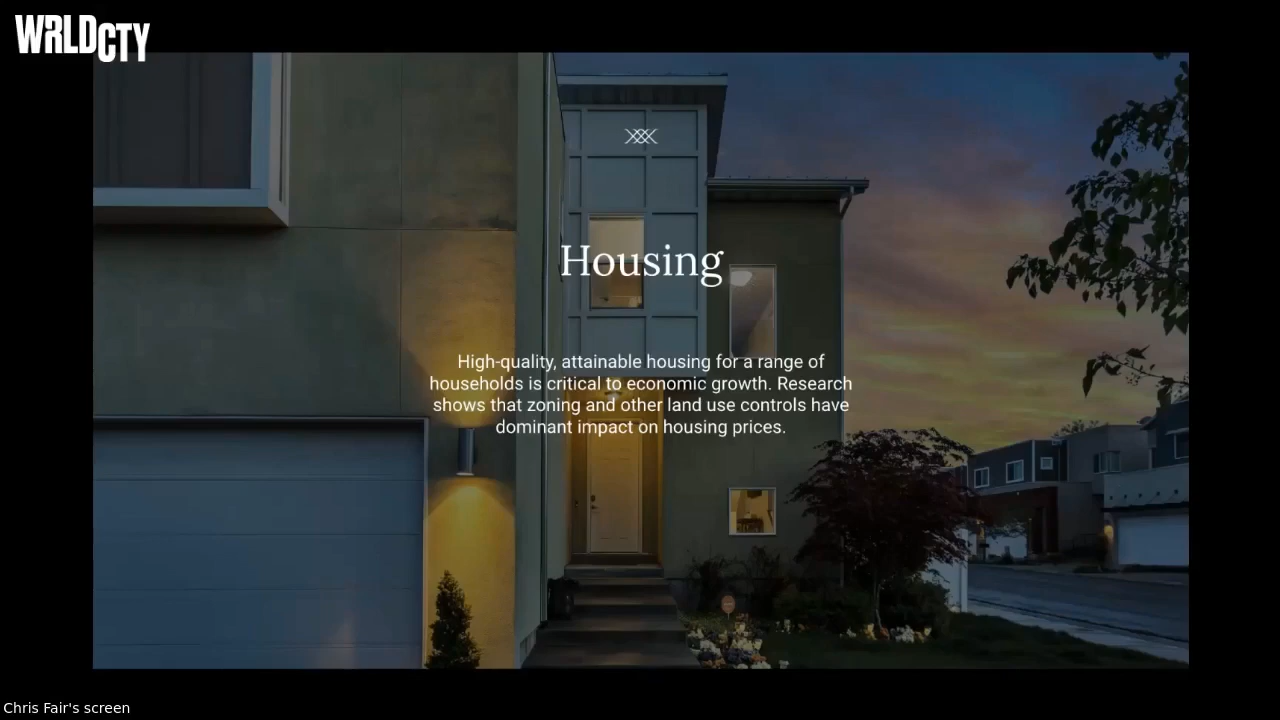 WRLDCTY
Housing
High-quality, attainable housing for a range of
households is critical to economic growth. Research
shows that zoning and other land use controls have
dominant impact on housing prices.
Chris Fair's screen